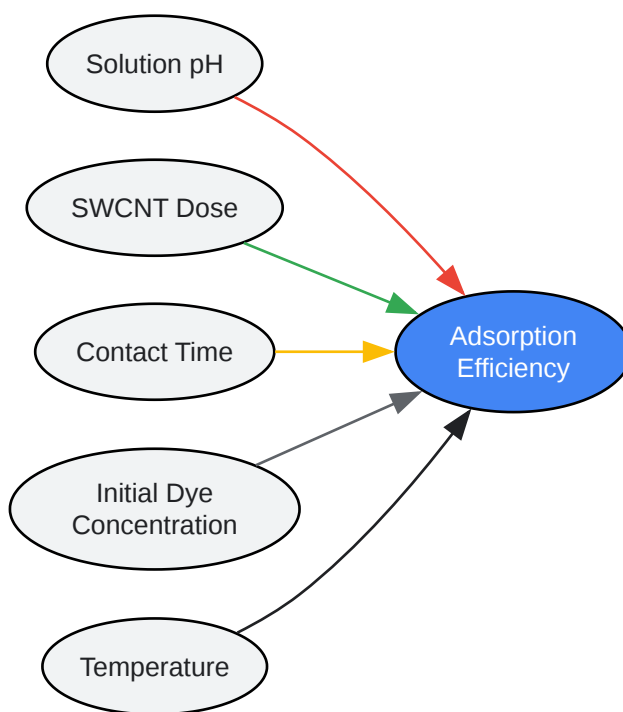 Solution pH
SWCNT Dose
Contact Time
Adsorption
Efficiency
Initial Dye
Concentration
Temperature